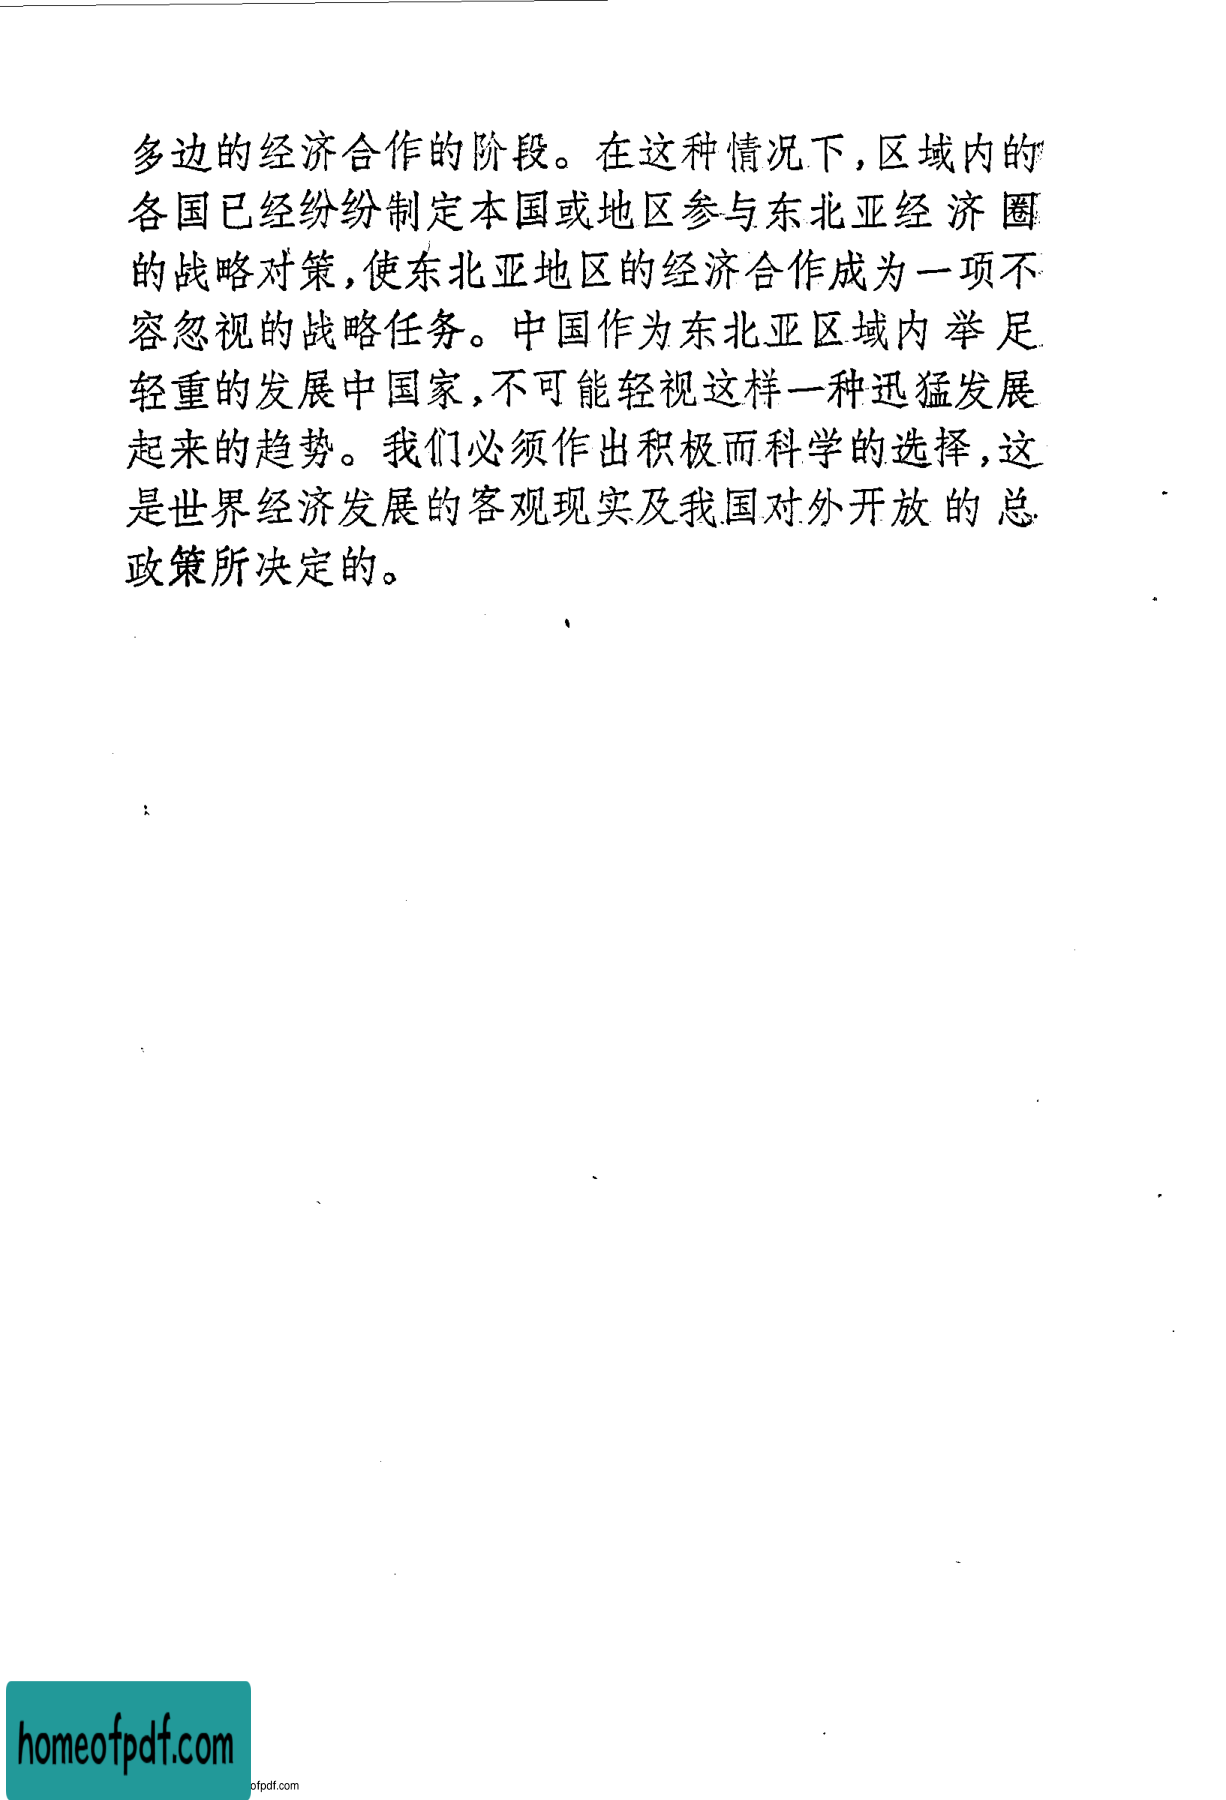 多边的经济合作的阶段。在这种情况下,区域内的
各国已经纷纷制定本国或地区参与东北亚经济圈
的战略对策,使东北亚地区的经济合作成为一项不
容忽视的战略任务。中国作为东北亚区域内举足
轻重的发展中国家,不可能轻视这样一种迅猛发展
起来的趋势。我们必须作出积极而科学的选择,这
是世界经济发展的客观现实及我国对外开放的总
政策所决定的。
homeofpdf.com
ofpdf.com